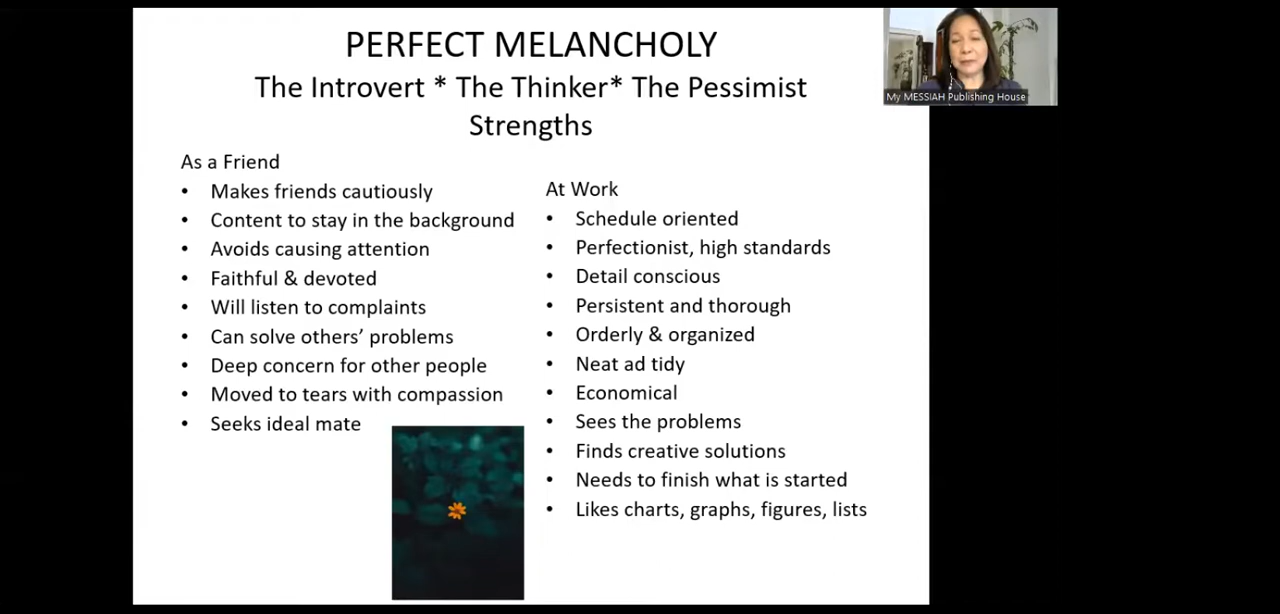 PERFECT MELANCHOLY
The Introvert * The Thinker* The Pessimist
Strengths
As a Friend
• Makes friends cautiously
• Content to stay in the background
• Avoids causing attention
• Faithful & devoted
• Will listen to complaints
• Can solve others’ problems
• Deep concern for other people
• Moved to tears with compassion
• Seeks ideal mate
At Work
• Schedule oriented
• Perfectionist, high standards
• Detail conscious
• Persistent and thorough
• Orderly & organized
• Neat ad tidy
• Economical
• Sees the problems
• Finds creative solutions
• Needs to finish what is started
• Likes charts, graphs, figures, lists
My MESSIAH Publishing House